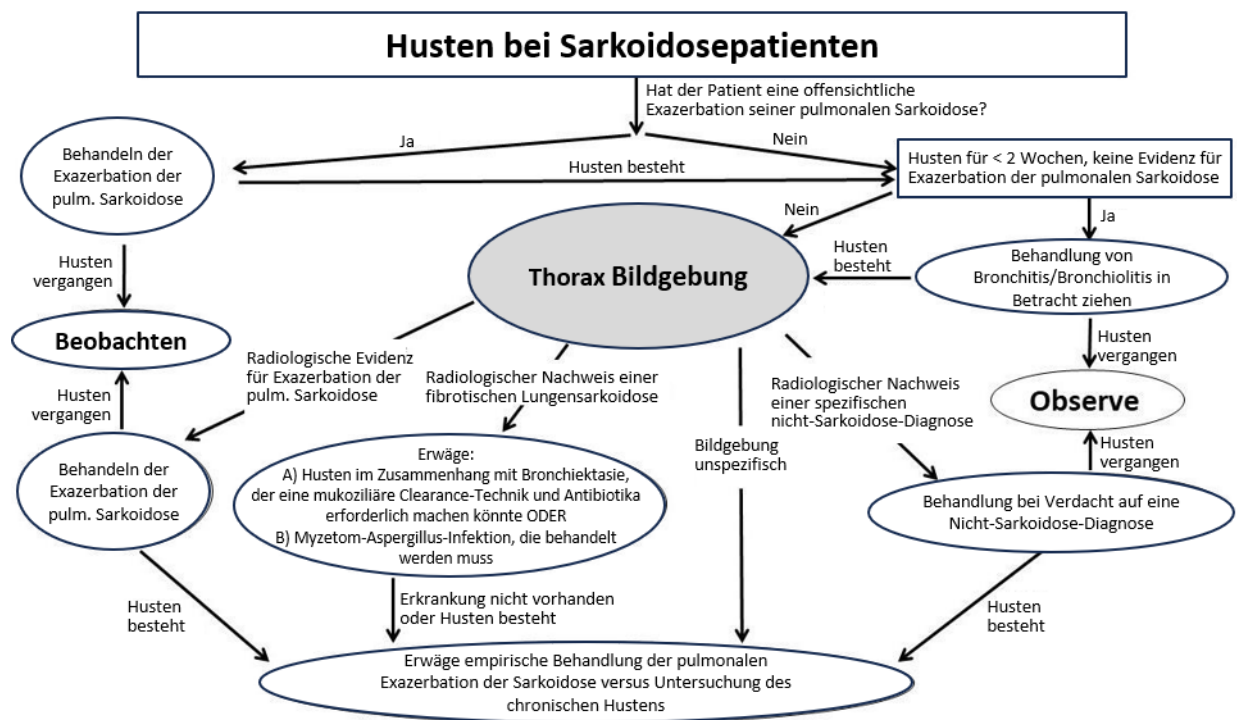 Husten bei Sarkoidosepatienten
Hat der Patient eine offensichtliche
Exazerbation seiner pulmonalen Sarkoidose?
Ja
Nein
Behandeln der
Exazerbation der
pulm. Sarkoidose
Husten besteht
Husten für < 2 Wochen, keine Evidenz für
Exazerbation der pulmonalen Sarkoidose
Nein
Ja
Husten
vergangen
Thorax Bildgebung
Husten
besteht
Behandlung von
Bronchitis/Bronchiolitis in
Betracht ziehen
Beobachten
Husten
vergangen
Husten
vergangen
Radiologische Evidenz
für Exazerbation der
pulm. Sarkoidose
Radiologischer Nachweis einer
fibrotischen Lungensarkoidose
Bildgebung
unspezifisch
Radiologischer Nachweis
einer spezifischen
nicht-Sarkoidose-Diagnose
Observe
Husten
vergangen
Behandeln der
Exazerbation der
pulm. Sarkoidose
Erwäge:
A) Husten im Zusammenhang mit Bronchiektasie,
der eine mukoziliäre Clearance-Technik und Antibiotika
erforderlich machen könnte ODER
B) Myzetom-Aspergillus-Infektion, die behandelt
werden muss
Behandlung bei Verdacht auf eine
Nicht-Sarkoidose-Diagnose
Husten
besteht
Erkrankung nicht vorhanden
oder Husten besteht
Husten
besteht
Erwäge empirische Behandlung der pulmonalen
Exazerbation der Sarkoidose versus Untersuchung des
chronischen Hustens